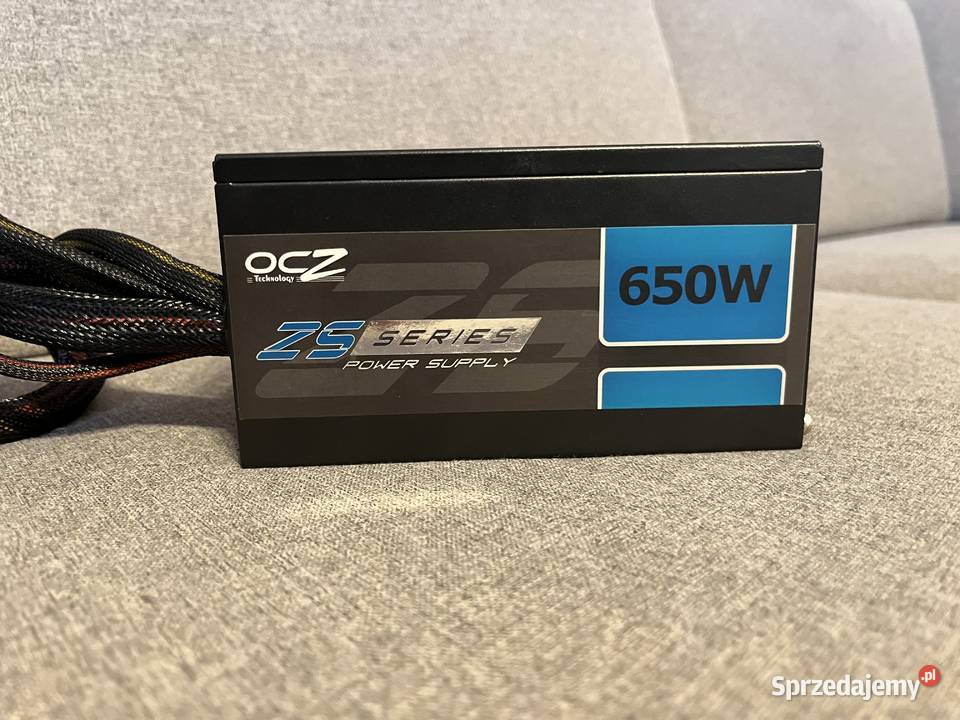 OCZ
Technology
650W
ZS SERIES
POWER SUPPLY
Sprzedajemy.pl